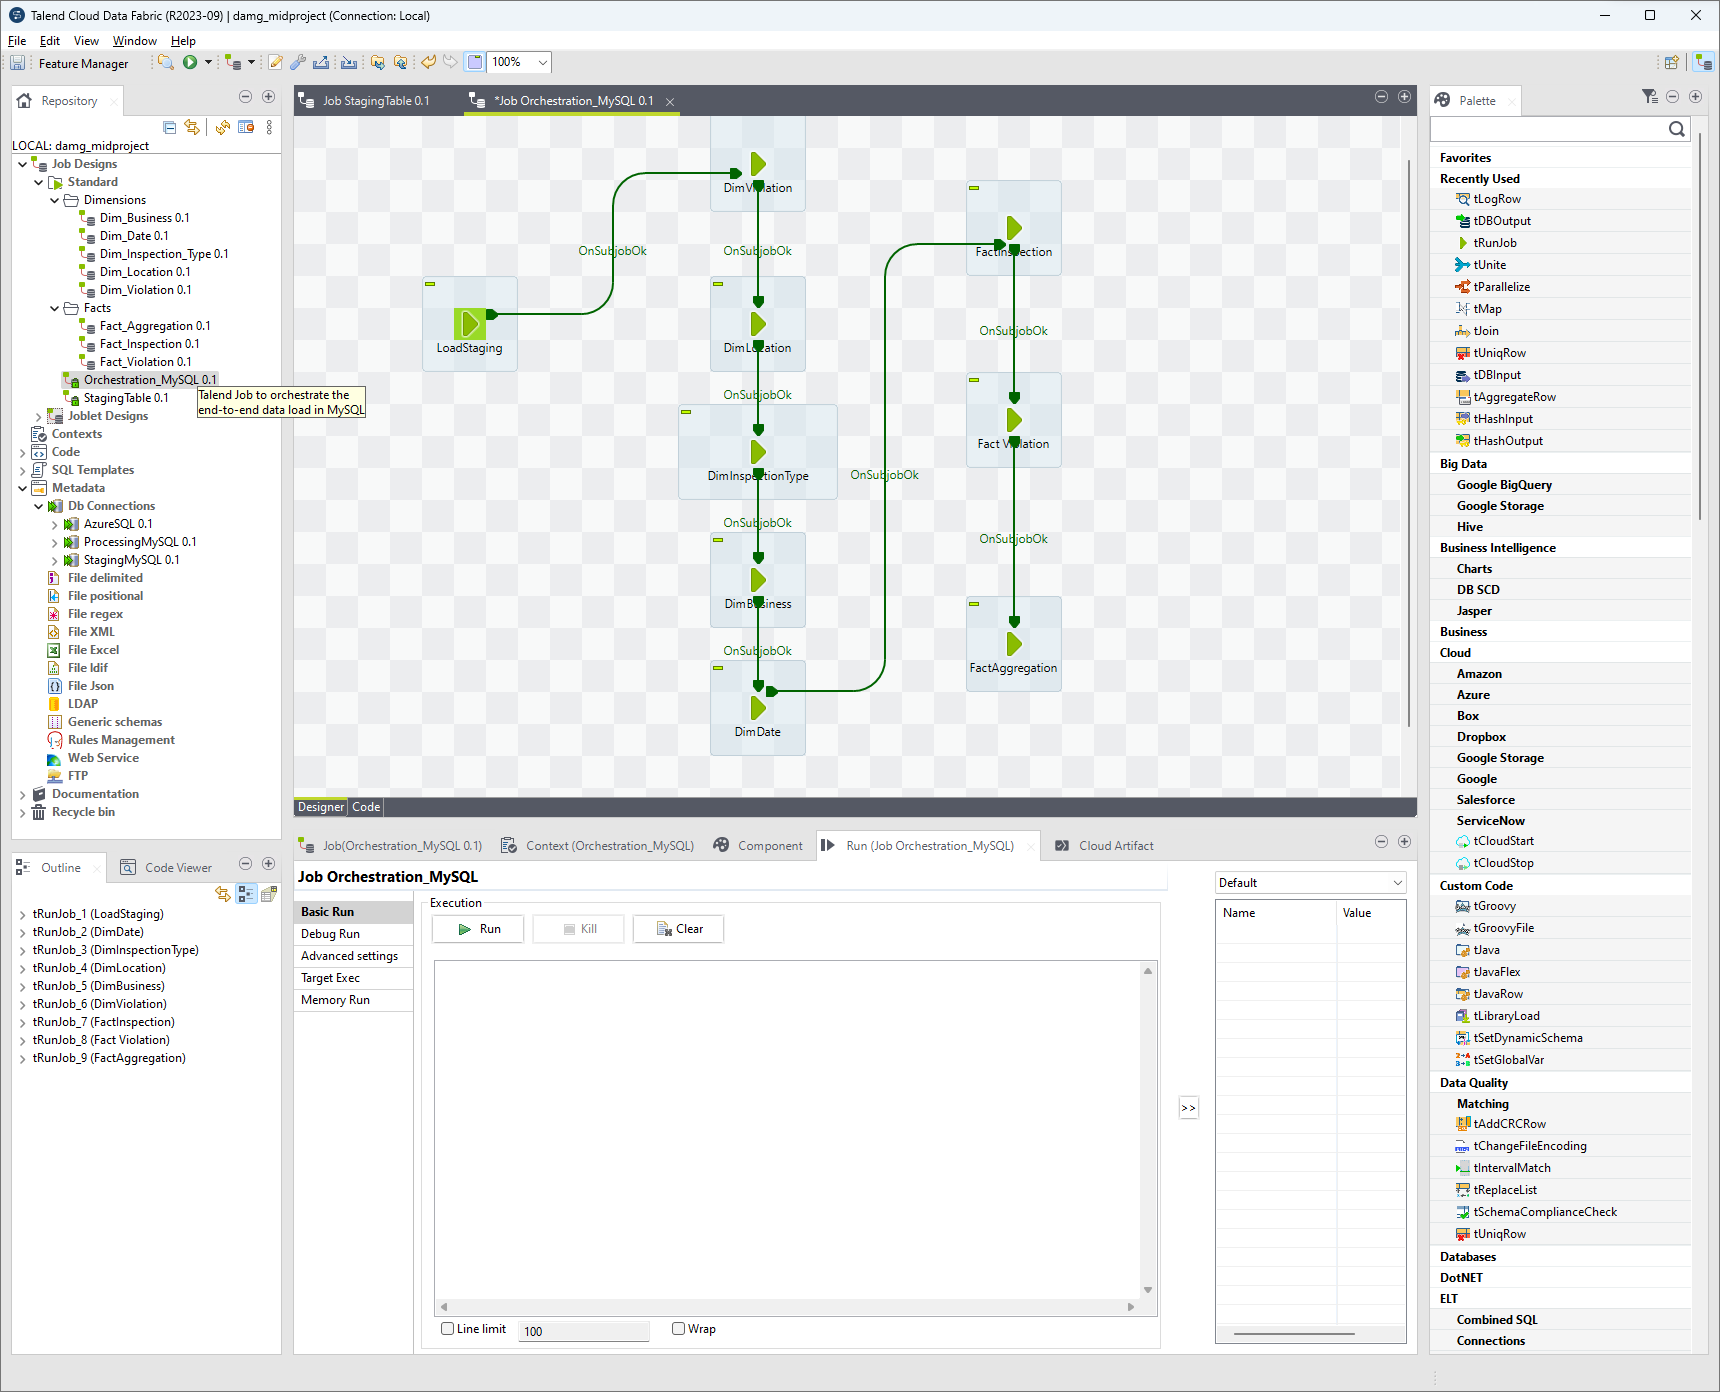 Talend Cloud Data Fabric (R2023-09) | damg_midproject (Connection: Local)
File Edit View Window Help
Feature Manager
100%
Repository
LOCAL: damg_midproject
Job Designs
Standard
Dimensions
Dim_Business 0.1
Dim_Date 0.1
Dim_Inspection_Type 0.1
Dim_Location 0.1
Dim_Violation 0.1
Facts
Fact_Aggregation 0.1
Fact_Inspection 0.1
Fact_Violation 0.1
Orchestration_MySQL 0.1
StagingTable 0.1
Talend Job to orchestrate the
end-to-end data load in MySQL
Joblet Designs
Contexts
Code
SQL Templates
Metadata
Db Connections
AzureSQL 0.1
ProcessingMySQL 0.1
StagingMySQL 0.1
File delimited
File positional
File regex
File XML
File Excel
File ldif
File Json
LDAP
Generic schemas
Rules Management
Web Service
FTP
Documentation
Recycle bin
Outline
Code Viewer
tRunJob_1 (LoadStaging)
tRunJob_2 (DimDate)
tRunJob_3 (DimInspectionType)
tRunJob_4 (DimLocation)
tRunJob_5 (DimBusiness)
tRunJob_6 (DimViolation)
tRunJob_7 (FactInspection)
tRunJob_8 (Fact Violation)
tRunJob_9 (FactAggregation)
Job StagingTable 0.1
*Job Orchestration_MySQL 0.1
LoadStaging
OnSubjobOk
DimViolation
OnSubjobOk
DimLocation
OnSubjobOk
DimInspectionType
OnSubjobOk
DimBusiness
OnSubjobOk
DimDate
OnSubjobOk
FactInspection
OnSubjobOk
Fact Violation
OnSubjobOk
FactAggregation
Designer
Code
Job(Orchestration_MySQL 0.1)
Context (Orchestration_MySQL)
Component
Run (Job Orchestration_MySQL)
Cloud Artifact
Job Orchestration_MySQL
Basic Run
Debug Run
Advanced settings
Target Exec
Memory Run
Execution
Run
Kill
Clear
Line limit
100
Wrap
>>
Default
Name
Value
Palette
Favorites
Recently Used
tLogRow
tDBOutput
tRunJob
tUnite
tParallelize
tMap
tJoin
tUniqRow
tDBInput
tAggregateRow
tHashInput
tHashOutput
Big Data
Google BigQuery
Google Storage
Hive
Business Intelligence
Charts
DB SCD
Jasper
Business
Cloud
Amazon
Azure
Box
Dropbox
Google Storage
Google
Salesforce
ServiceNow
tCloudStart
tCloudStop
Custom Code
tGroovy
tGroovyFile
tJava
tJavaFlex
tJavaRow
tLibraryLoad
tSetDynamicSchema
tSetGlobalVar
Data Quality
Matching
tAddCRCRow
tChangeFileEncoding
tIntervalMatch
tReplaceList
tSchemaComplianceCheck
tUniqRow
Databases
DotNET
ELT
Combined SQL
Connections